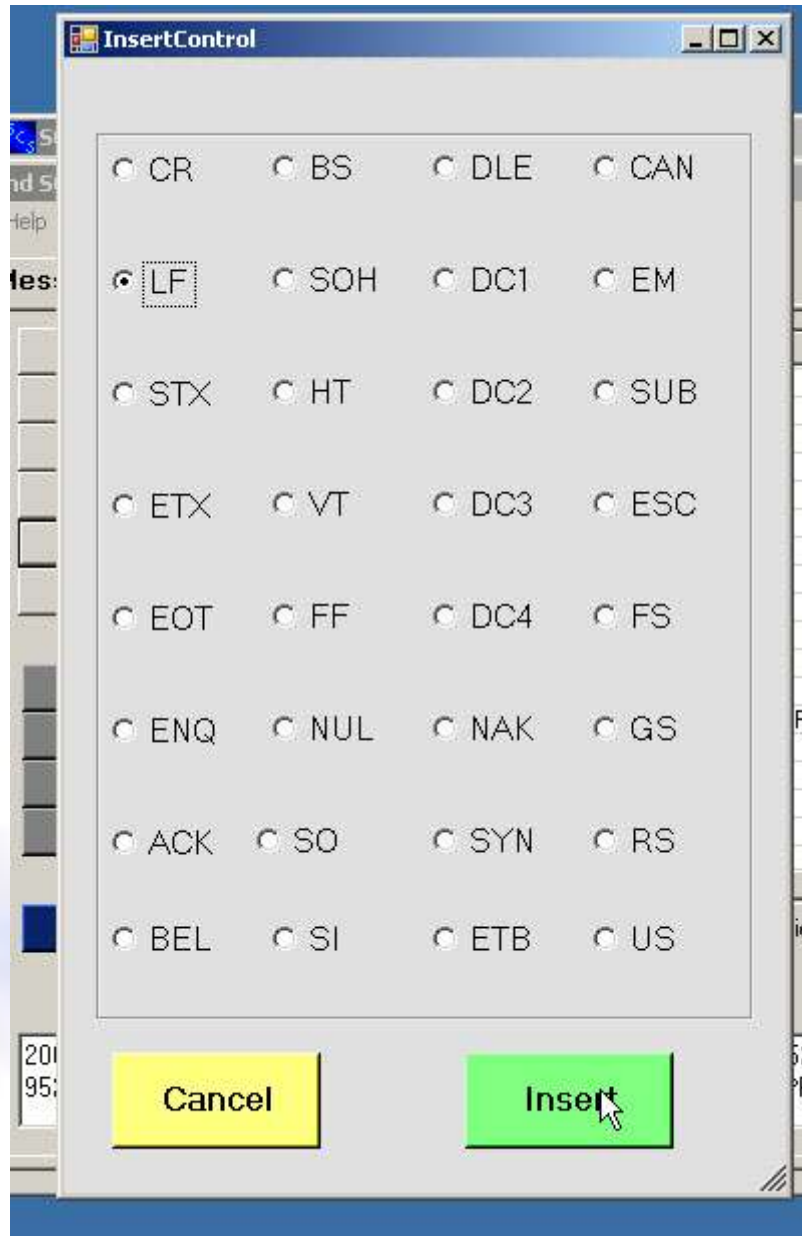 InsertControl
Help
CR BS DLE CAN
LF SOH DC1 EM
STX HT DC2 SUB
ETX VT DC3 ESC
EOT FF DC4 FS
ENQ NUL NAK GS
ACK SO SYN RS
BEL SI ETB US
Cancel Insert